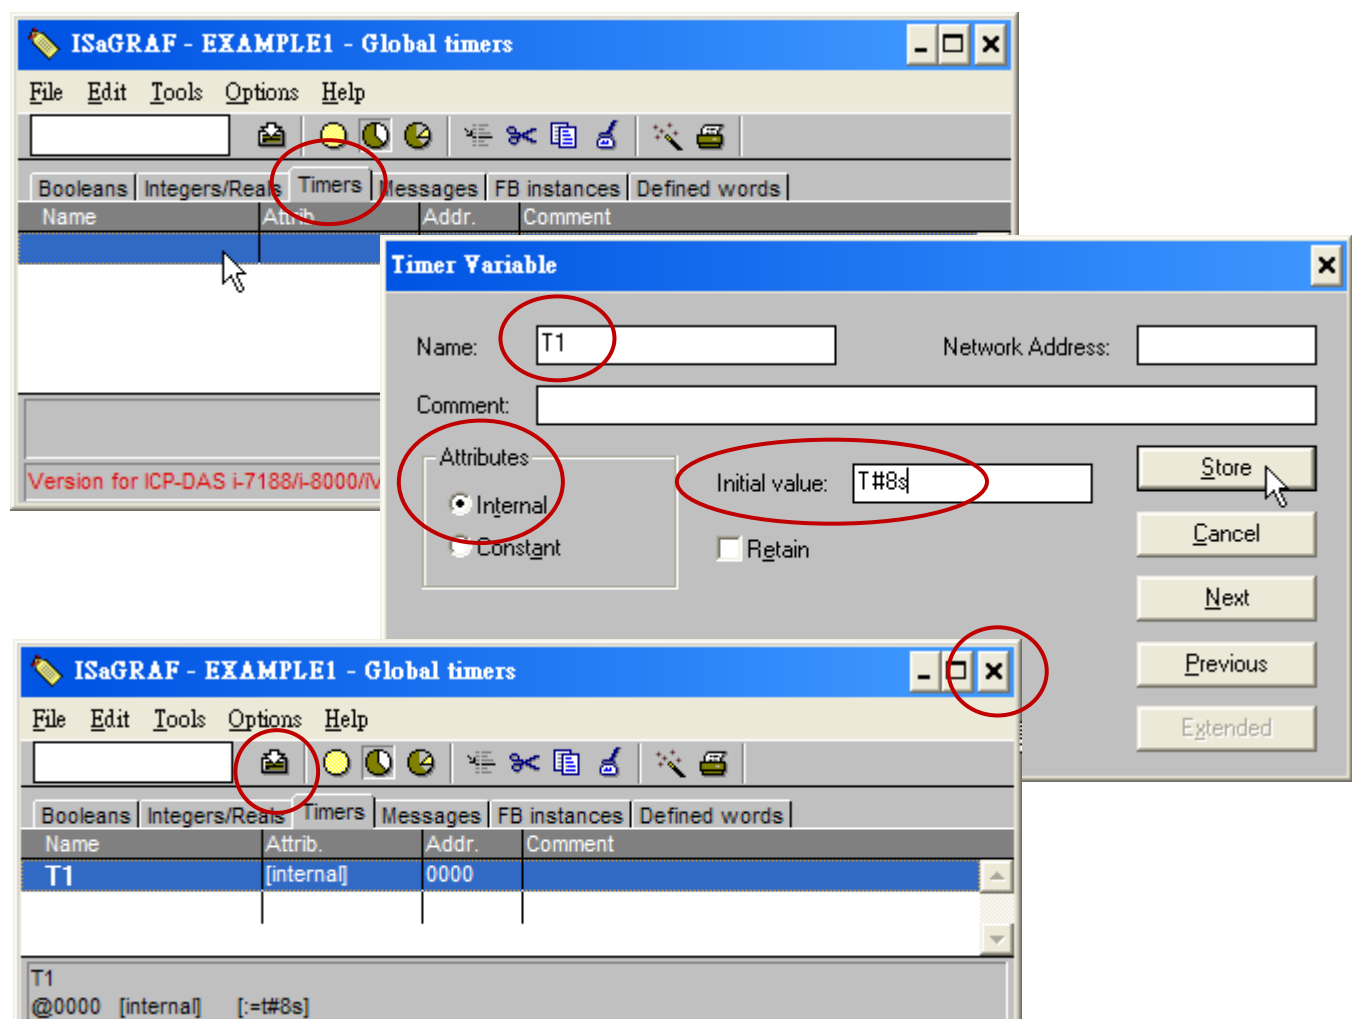 ISaGRAF - EXAMPLE1 - Global timers
File Edit Tools Options Help
Booleans Integers/Reals Timers Messages FB instances Defined words
Name Attrib. Addr. Comment
Version for ICP-DAS i-7188/i-8000/
Timer Variable
Name: T1 Network Address:
Comment:
Attributes
Internal
Constant
Initial value: T#8s
Retain
Store
Cancel
Next
Previous
Extended
ISaGRAF - EXAMPLE1 - Global timers
File Edit Tools Options Help
Booleans Integers/Reals Timers Messages FB instances Defined words
Name Attrib. Addr. Comment
T1 [internal] 0000
T1
@0000 [internal] [:=t#8s]